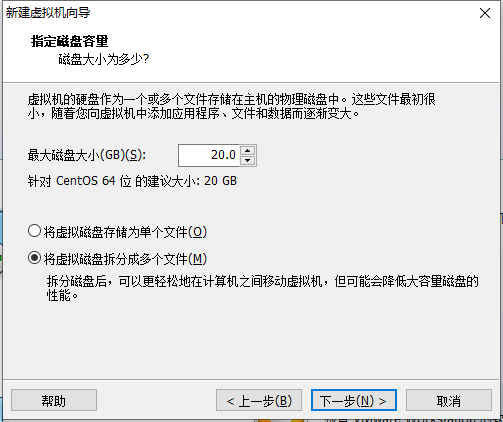 新建虚拟机向导
指定磁盘容量
磁盘大小为多少?
虚拟机的硬盘作为一个或多个文件存储在主机的物理磁盘中。这些文件最初很
小，随着您向虚拟机中添加应用程序、文件和数据而逐渐变大。
最大磁盘大小(GB)(S): 20.0
针对 CentOS 64 位 的建议大小: 20 GB
将虚拟磁盘存储为单个文件(O)
将虚拟磁盘拆分成多个文件(M)
拆分磁盘后，可以更轻松地在计算机之间移动虚拟机，但可能会降低大容量磁盘的
性能。
帮助 < 上一步(B) 下一步(N) > 取消